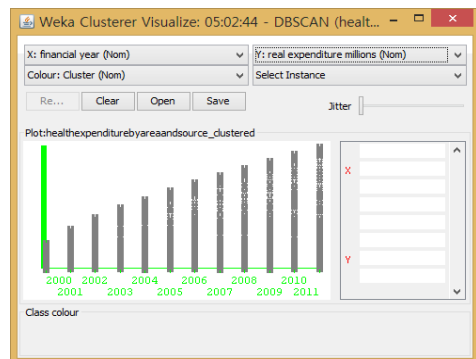 Weka Clusterer Visualize: 05:02:44 - DBSCAN (healt...
X: financial year (Nom)
Y: real expenditure millions (Nom)
Colour: Cluster (Nom)
Select Instance
Re...
Clear
Open
Save
Jitter
Plot:healthexpenditurebyareaandsource_clustered
X
Y
2000 2002 2004 2006 2008 2010
2001 2003 2005 2007 2009 2011
Class colour